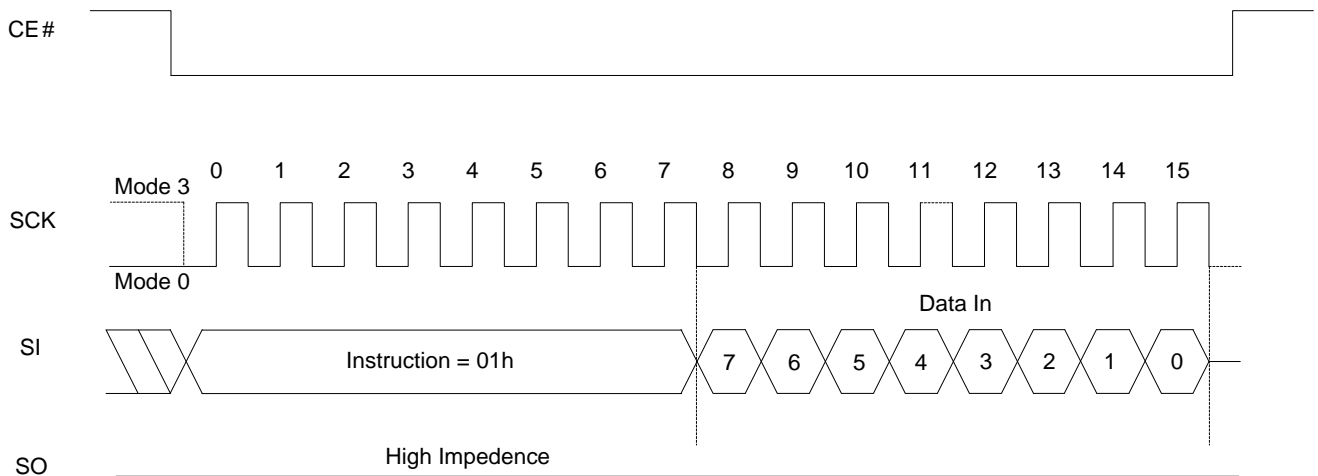 CE#
0 1 2 3 4 5 6 7 8 9 10 11 12 13 14 15
Mode 3
SCK
Mode 0
Data In
SI
Instruction = 01h
7 6 5 4 3 2 1 0
High Impedence
SO